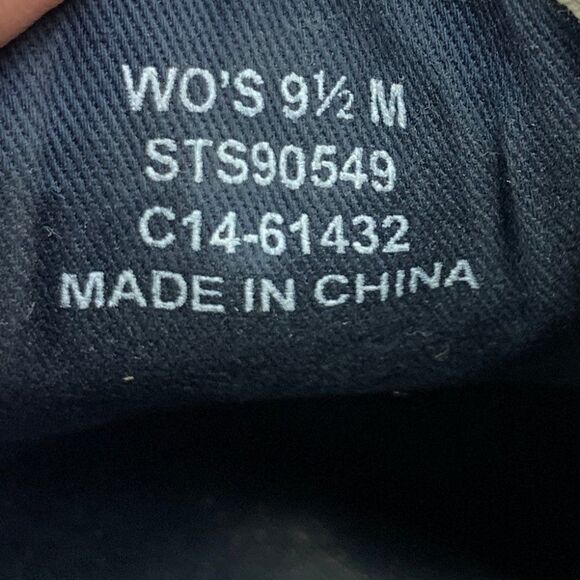 WO'S 9½ M
STS90549
C14-61432
MADE IN CHINA